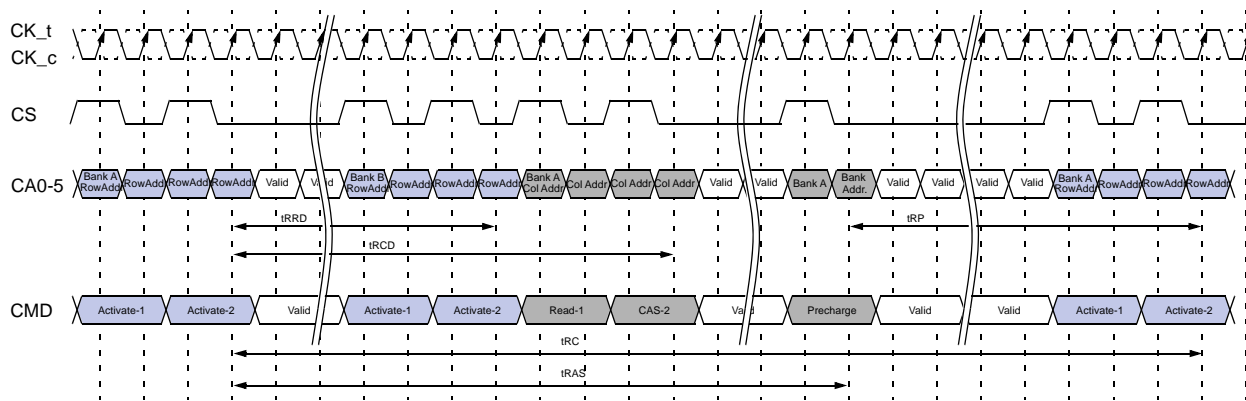 CK_t
CK_c
CS
CA0-5
Bank A RowAddr RowAddr RowAddr RowAddr Valid Valid Bank B RowAddr RowAddr RowAddr RowAddr Bank A Col Addr Col Addr Col Addr Col Addr Valid Valid Bank A Bank Addr. Valid Valid Valid Valid Bank A RowAddr RowAddr RowAddr RowAddr
tRRD tRP
tRCD
CMD Activate-1 Activate-2 Valid Activate-1 Activate-2 Read-1 CAS-2 Valid Precharge Valid Valid Activate-1 Activate-2
tRC
tRAS